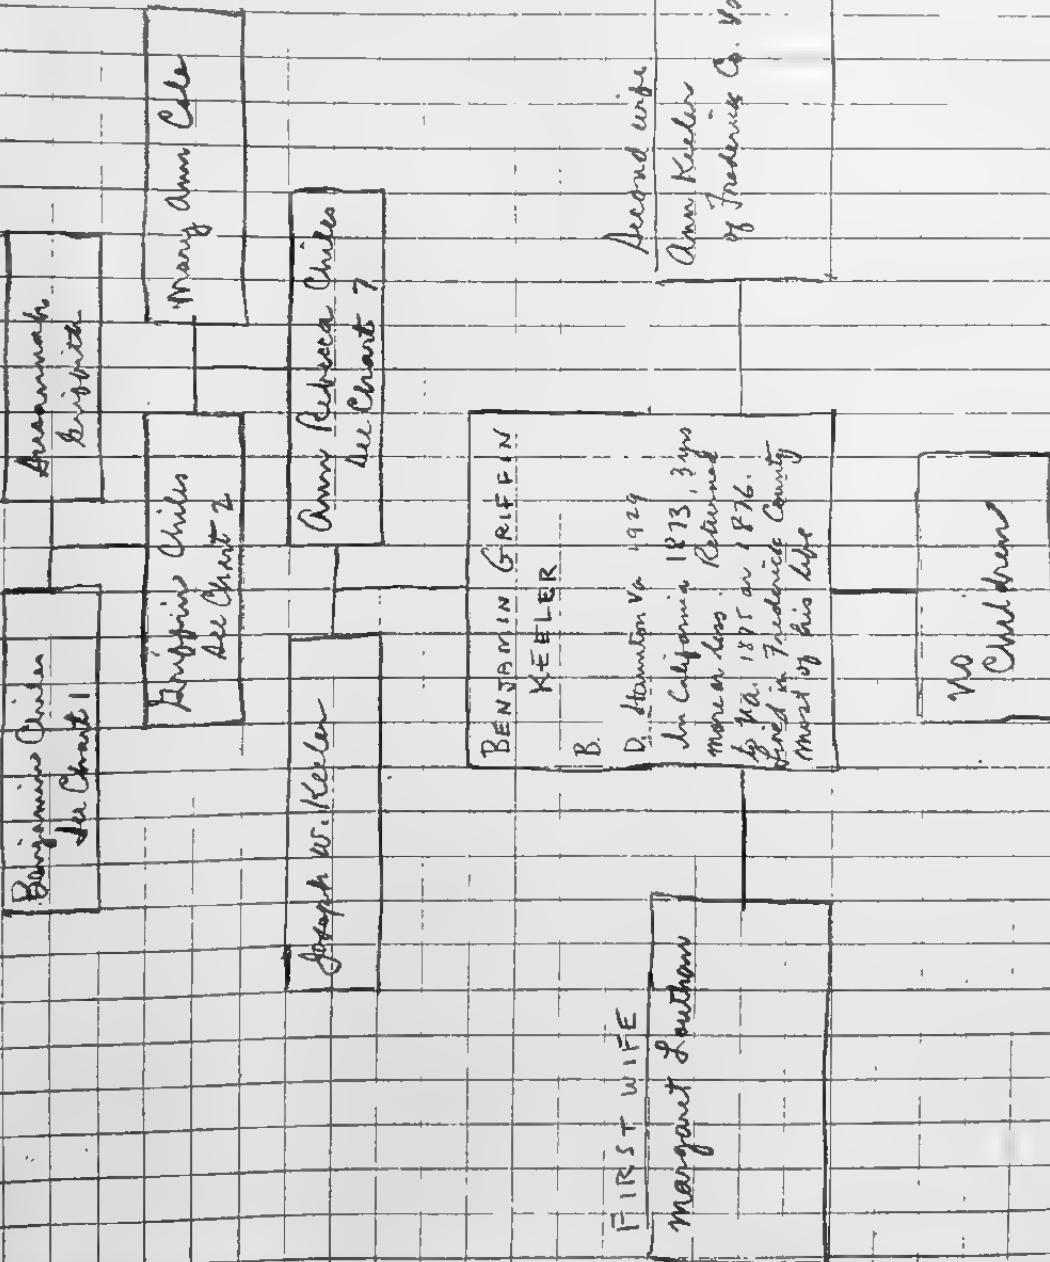 Benjamin Chiles
See Chart 1
Susannah
Griffith
Griffin Chiles
See Chart 2
Mary Ann Cole
Joseph W. Keeler
Ann Rebecca Chiles
See Chart 7
BENJAMIN GRIFFIN
KEELER
B.
D. Staunton Va 1929
In California 1873, 3 yrs
more or less. Returned
to Va. 1875 or 1876.
Lived in Frederick County
most of his life
FIRST WIFE
Margaret Louthan
Second wife
Ann Keeler
of Frederick Co. Va
No
Children